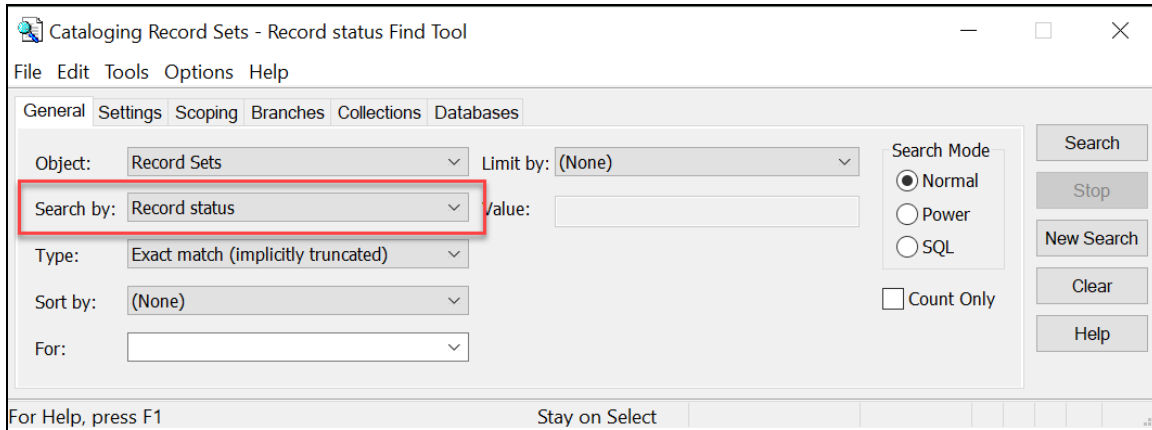 Cataloging Record Sets - Record status Find Tool
File Edit Tools Options Help
General Settings Scoping Branches Collections Databases
Object: Record Sets Limit by: (None)
Search by: Record status Value:
Type: Exact match (implicitly truncated)
Sort by: (None)
For:
Search Mode
Normal
Power
SQL
Count Only
Search
Stop
New Search
Clear
Help
For Help, press F1 Stay on Select